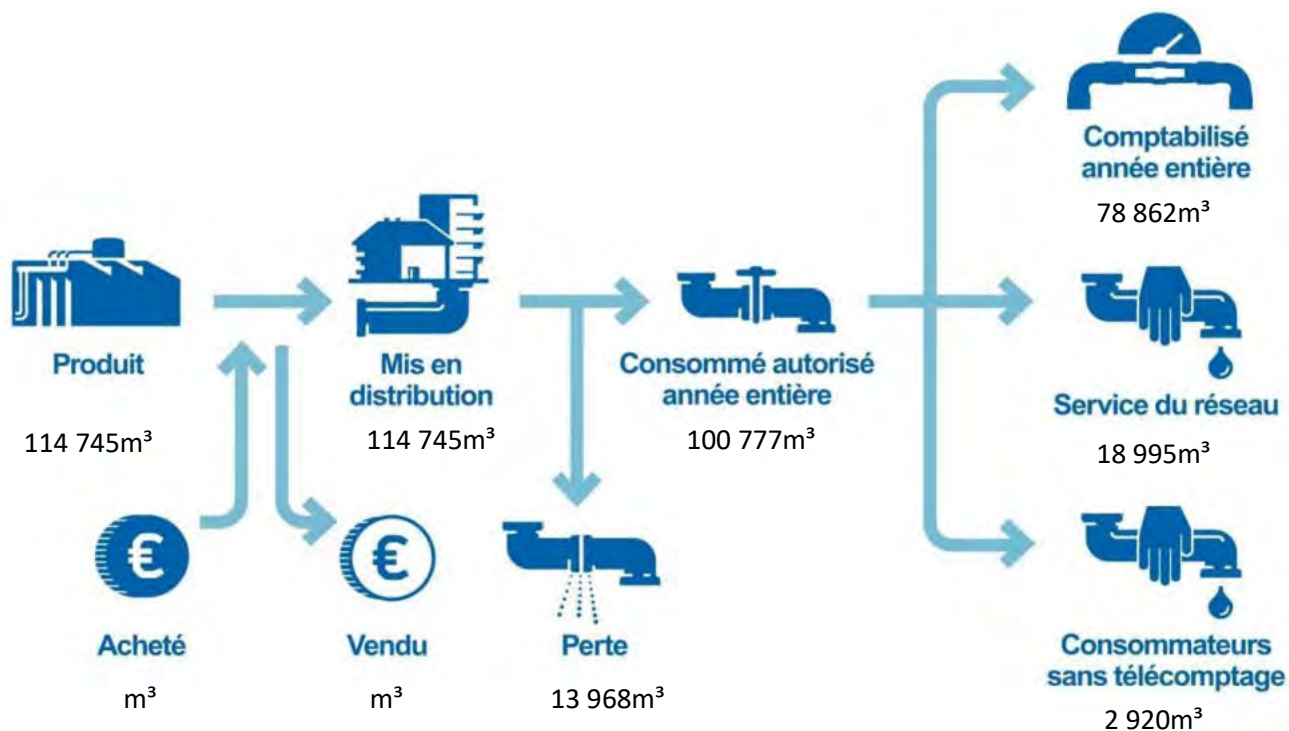 Comptabilisé
année entière
78 862m³
Produit
114 745m³
Mis en
distribution
114 745m³
Consommé autorisé
année entière
100 777m³
Service du réseau
18 995m³
€
Acheté
m³
€
Vendu
m³
Perte
13 968m³
Consommateurs
sans télécomptage
2 920m³